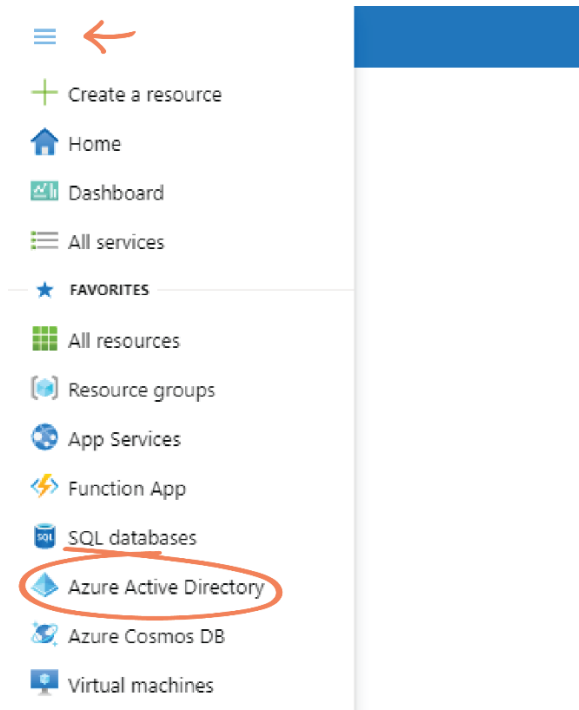 Create a resource
Home
Dashboard
All services
FAVORITES
All resources
Resource groups
App Services
Function App
SQL
SQL databases
Azure Active Directory
Azure Cosmos DB
Virtual machines